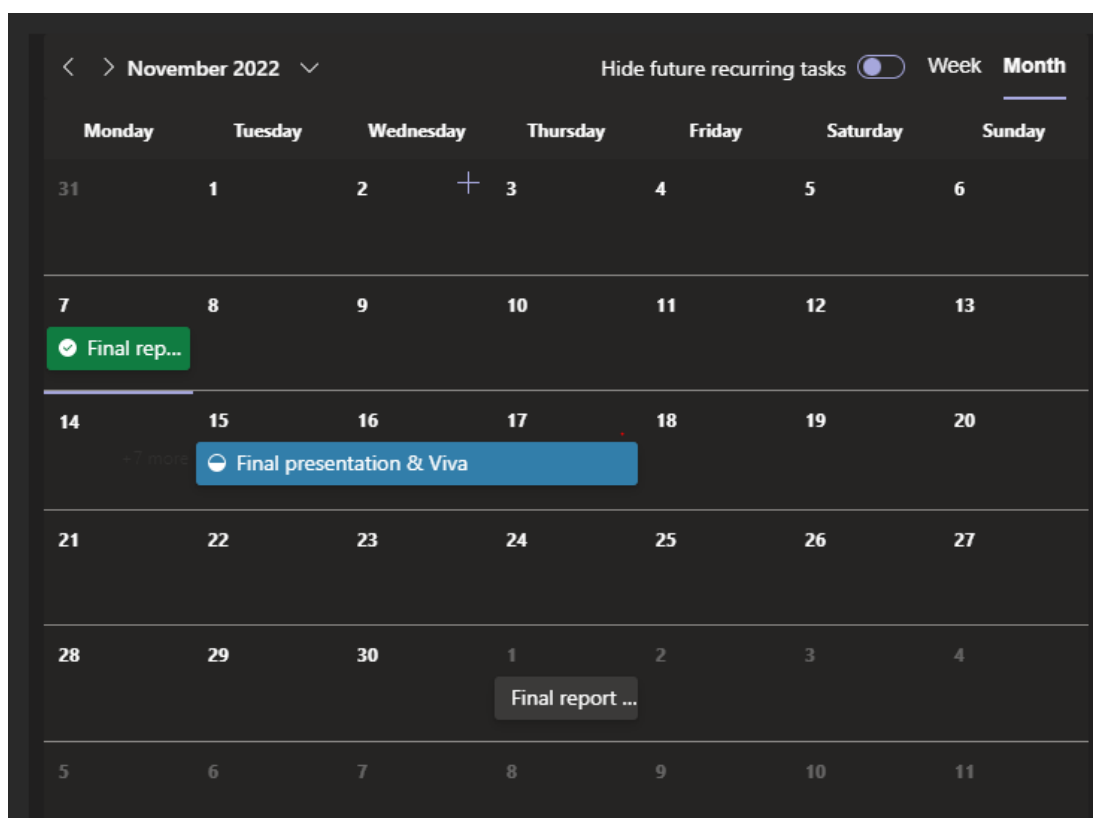 November 2022 Hide future recurring tasks Week Month
Monday Tuesday Wednesday Thursday Friday Saturday Sunday
31 1 2 3 4 5 6
7 8 9 10 11 12 13
Final rep...
14 15 16 17 18 19 20
+7 more Final presentation & Viva
21 22 23 24 25 26 27
28 29 30 1 2 3 4
Final report ...
5 6 7 8 9 10 11